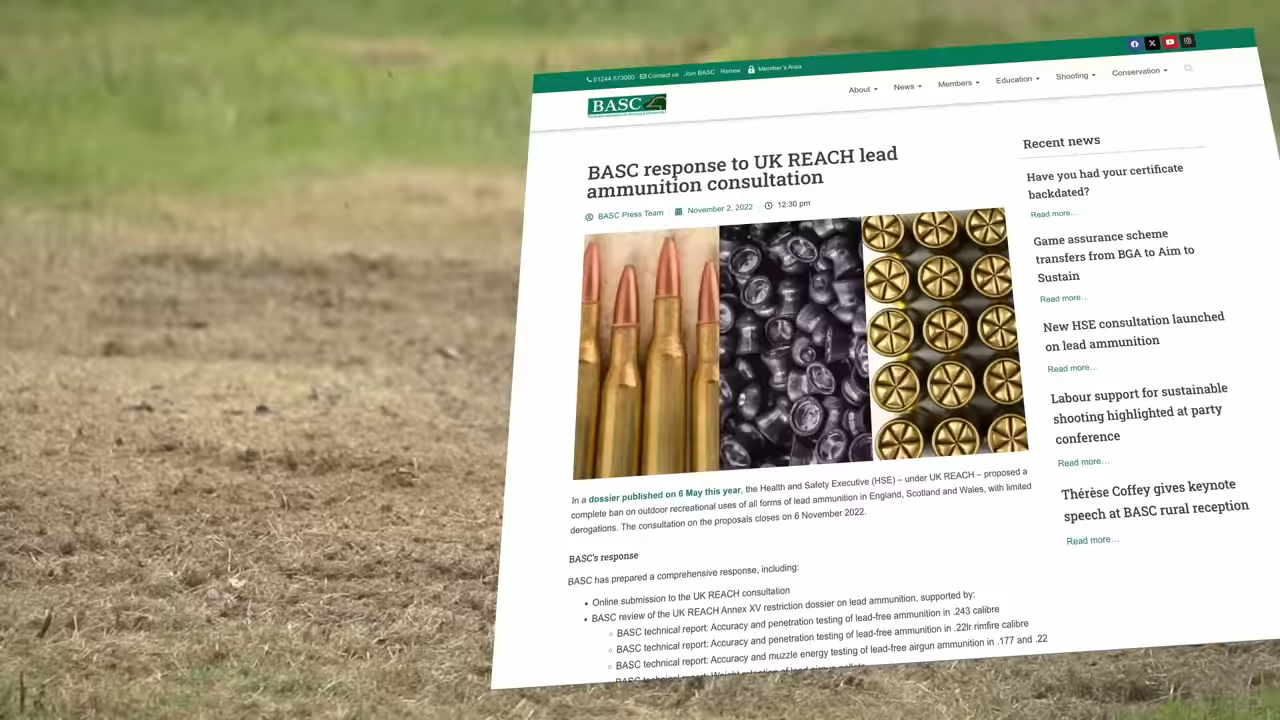 01244 573000 Contact us Join BASC Renew Member's Area
BASC
About News Members Education Shooting Conservation
BASC response to UK REACH lead
ammunition consultation
BASC Press Team November 2, 2022 12:30 pm
In a dossier published on 6 May this year, the Health and Safety Executive (HSE) – under UK REACH – proposed a
complete ban on outdoor recreational uses of all forms of lead ammunition in England, Scotland and Wales, with limited
derogations. The consultation on the proposals closes on 6 November 2022.
BASC's response
BASC has prepared a comprehensive response, including:
• Online submission to the UK REACH consultation
• BASC review of the UK REACH Annex XV restriction dossier on lead ammunition, supported by:
○ BASC technical report: Accuracy and penetration testing of lead-free ammunition in .243 calibre
○ BASC technical report: Accuracy and penetration testing of lead-free ammunition in .22lr rimfire calibre
○ BASC technical report: Accuracy and muzzle energy testing of lead-free airgun ammunition in .177 and .22
BASC technical report: Weight retention of lead airgun pellets
Recent news
Have you had your certificate
backdated?
Read more...
Game assurance scheme
transfers from BGA to Aim to
Sustain
Read more...
New HSE consultation launched
on lead ammunition
Read more...
Labour support for sustainable
shooting highlighted at party
conference
Read more...
Thérèse Coffey gives keynote
speech at BASC rural reception
Read more...